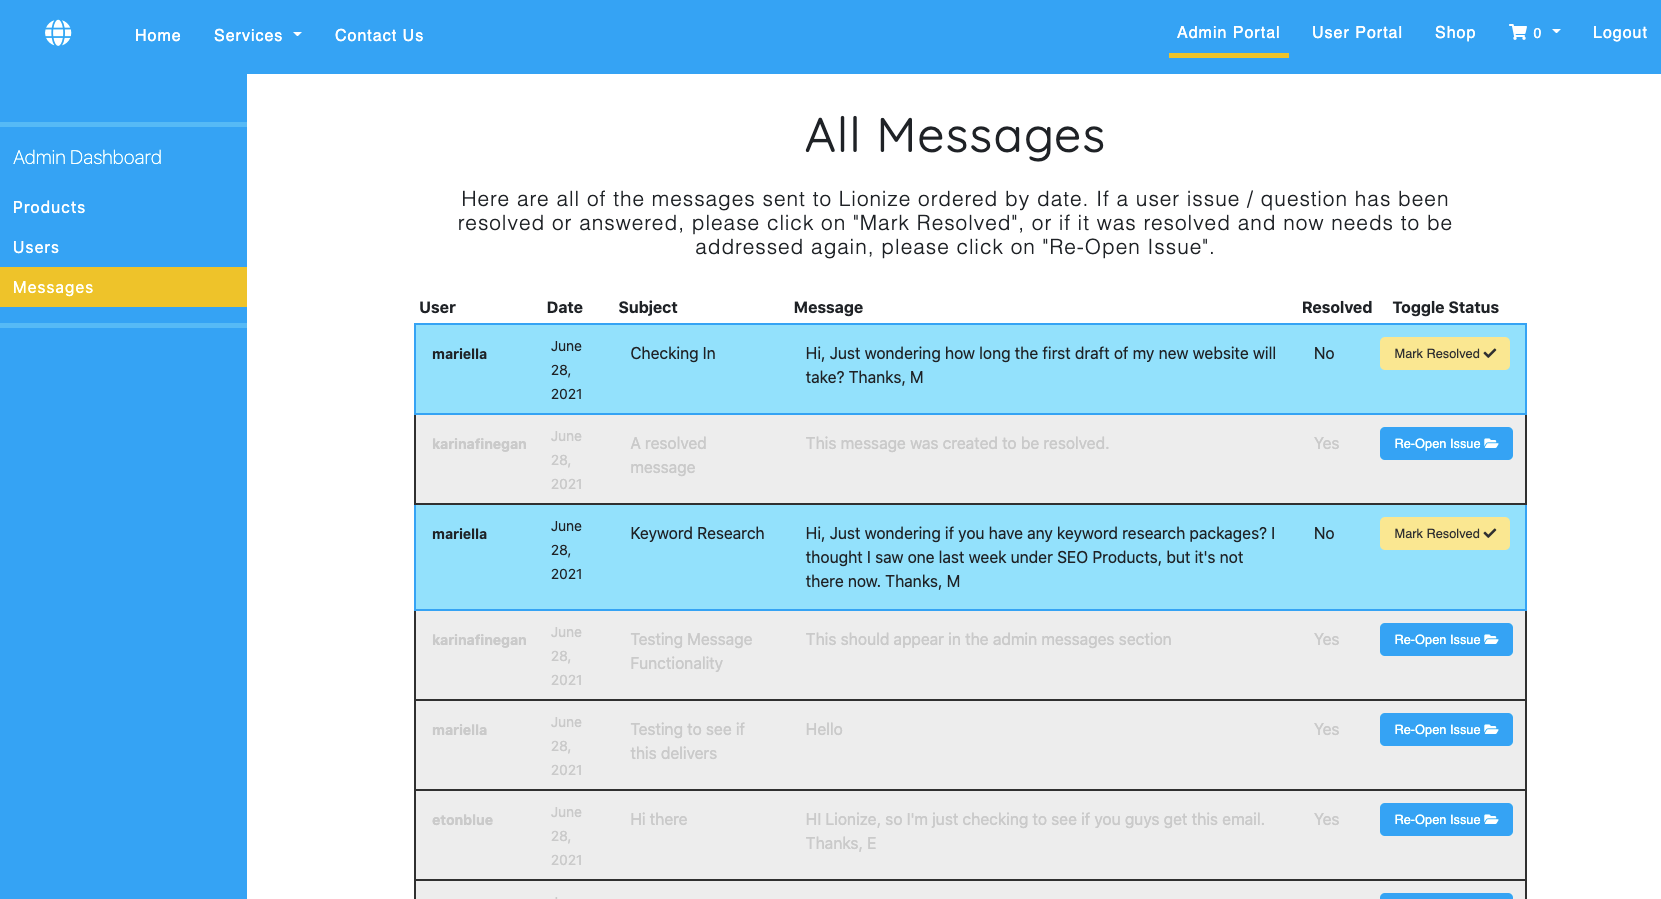 Home Services Contact Us Admin Portal User Portal Shop 0 Logout
Admin Dashboard
Products
Users
Messages
All Messages
Here are all of the messages sent to Lionize ordered by date. If a user issue / question has been
resolved or answered, please click on "Mark Resolved", or if it was resolved and now needs to be
addressed again, please click on "Re-Open Issue".
User Date Subject Message Resolved Toggle Status
mariella
June
28,
2021
Checking In
Hi, Just wondering how long the first draft of my new website will
take? Thanks, M
No
Mark Resolved
karinafinegan
June
28,
2021
A resolved
message
This message was created to be resolved.
Yes
Re-Open Issue
mariella
June
28,
2021
Keyword Research
Hi, Just wondering if you have any keyword research packages? I
thought I saw one last week under SEO Products, but it's not
there now. Thanks, M
No
Mark Resolved
karinafinegan
June
28,
2021
Testing Message
Functionality
This should appear in the admin messages section
Yes
Re-Open Issue
mariella
June
28,
2021
Testing to see if
this delivers
Hello
Yes
Re-Open Issue
etonblue
June
28,
2021
Hi there
HI Lionize, so I'm just checking to see if you guys get this email.
Thanks, E
Yes
Re-Open Issue